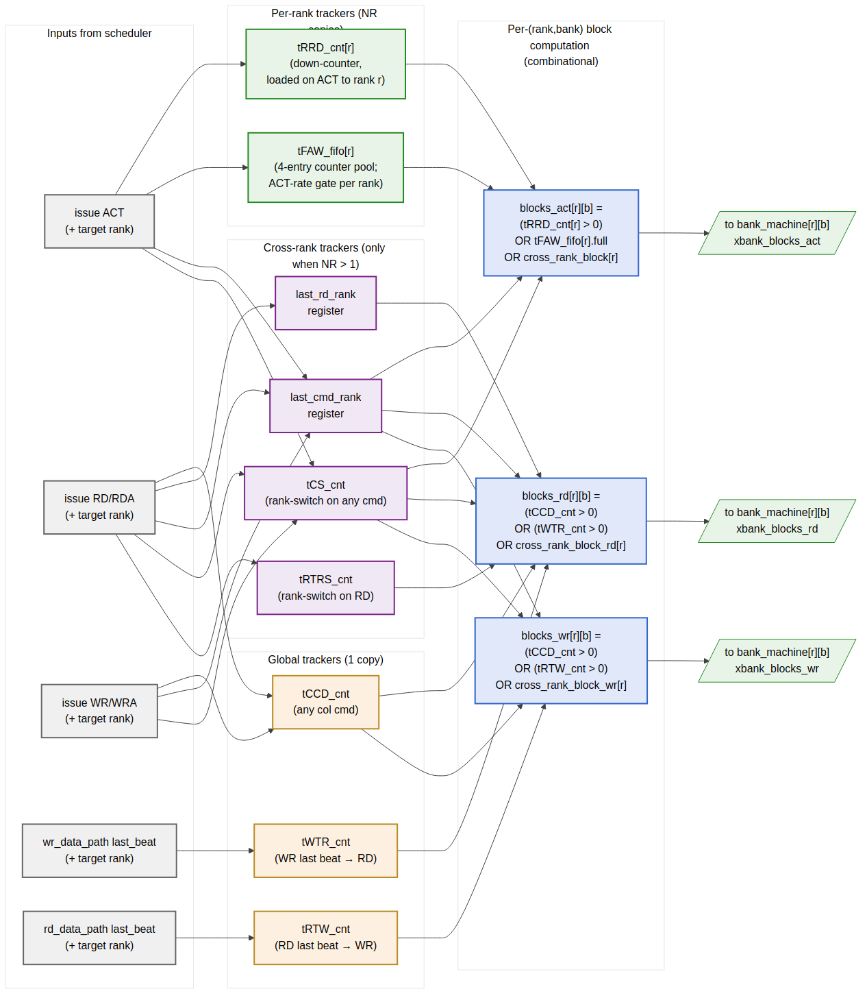 Inputs from scheduler
issue ACT
(+ target rank)
issue RD/RDA
(+ target rank)
issue WR/WRA
(+ target rank)
wr_data_path last_beat
(+ target rank)
rd_data_path last_beat
(+ target rank)
Per-rank trackers (NR
tRRD_cnt[r]
(down-counter,
loaded on ACT to rank r)
tFAW_fifo[r]
(4-entry counter pool;
ACT-rate gate per rank)
Cross-rank trackers (only
when NR > 1)
last_rd_rank
register
last_cmd_rank
register
tCS_cnt
(rank-switch on any cmd)
tRTRS_cnt
(rank-switch on RD)
Global trackers (1 copy)
tCCD_cnt
(any col cmd)
tWTR_cnt
(WR last beat → RD)
tRTW_cnt
(RD last beat → WR)
Per-(rank,bank) block
computation
(combinational)
blocks_act[r][b] =
(tRRD_cnt[r] > 0)
OR tFAW_fifo[r].full
OR cross_rank_block[r]
blocks_rd[r][b] =
(tCCD_cnt > 0)
OR (tWTR_cnt > 0)
OR cross_rank_block_rd[r]
blocks_wr[r][b] =
(tCCD_cnt > 0)
OR (tRTW_cnt > 0)
OR cross_rank_block_wr[r]
to bank_machine[r][b]
xbank_blocks_act
to bank_machine[r][b]
xbank_blocks_rd
to bank_machine[r][b]
xbank_blocks_wr